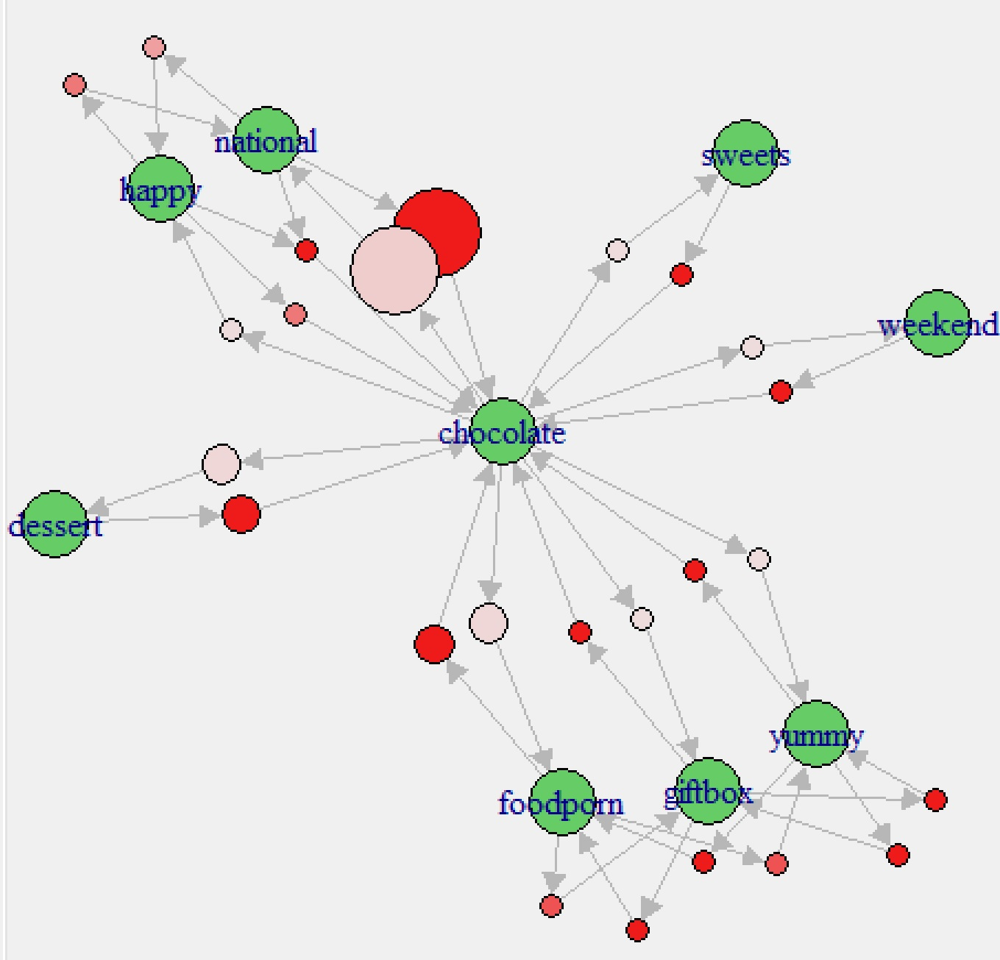 national
sweets
happy
weekend
chocolate
dessert
yummy
giftbox
foodporn